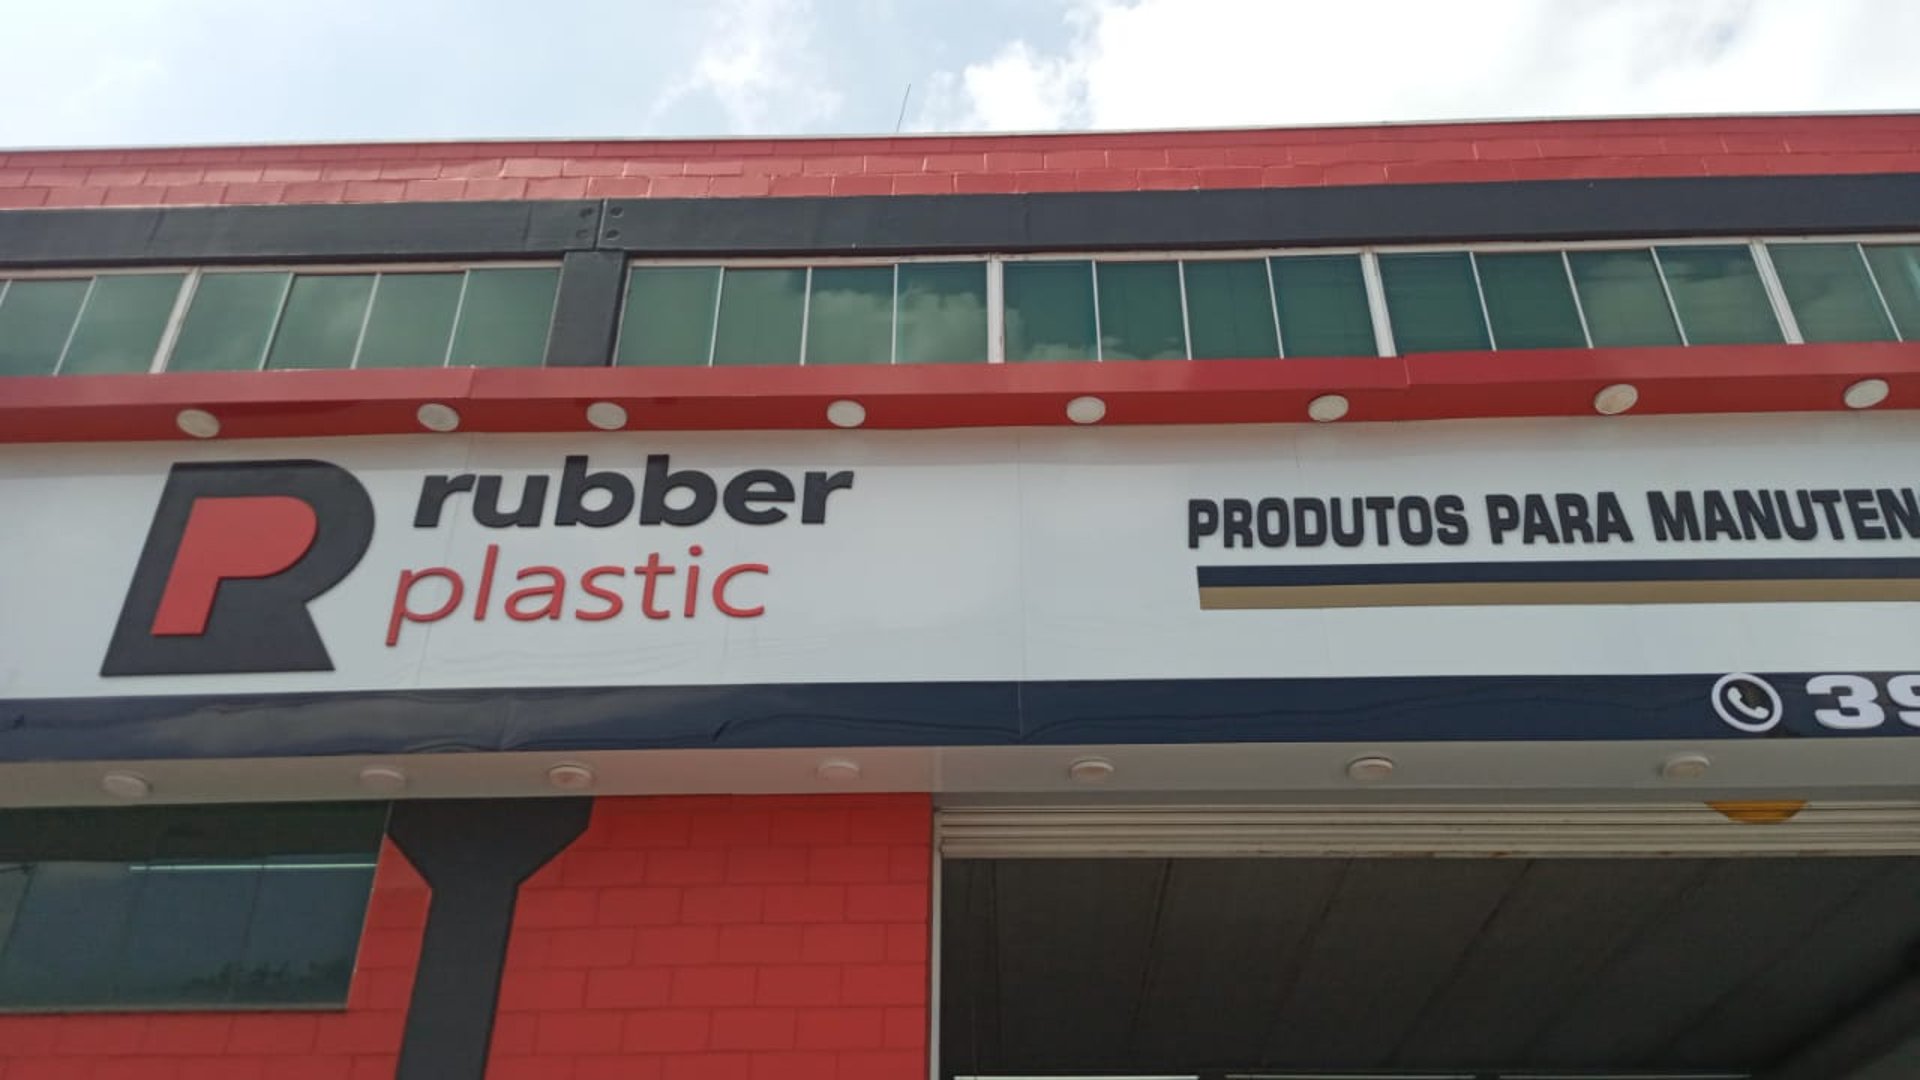 rubber
plastic
PRODUTOS PARA MANUTEN
39